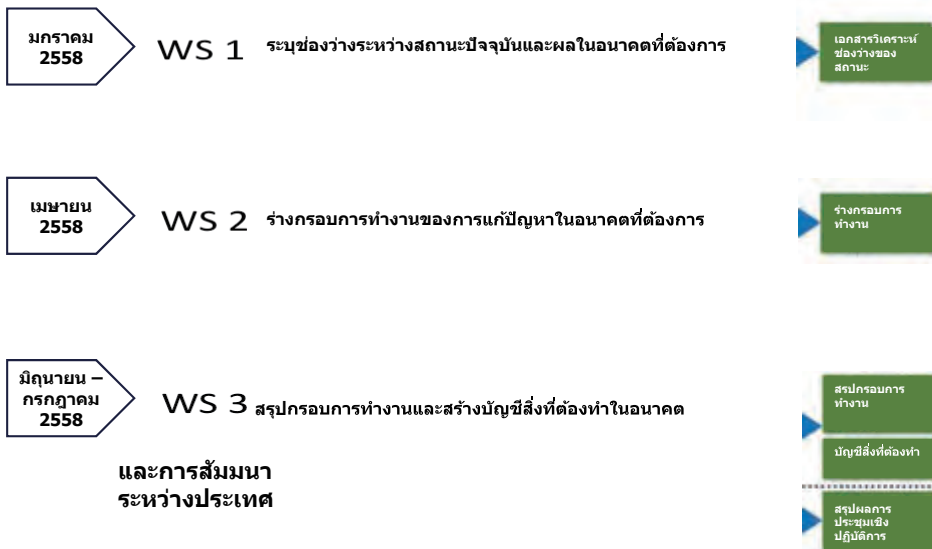 มกราคม
2558
WS 1
ระบุช่องว่างระหว่างสถานะปัจจุบันและผลในอนาคตที่ต้องการ
เอกสารวิเคราะห์
ช่องว่างของ
สถานะ
เมษายน
2558
WS 2
ร่างกรอบการทำงานของการแก้ปัญหาในอนาคตที่ต้องการ
ร่างกรอบการ
ทำงาน
มิถุนายน –
กรกฎาคม
2558
WS 3
สรุปกรอบการทำงานและสร้างบัญชีสิ่งที่ต้องทำในอนาคต
และการสัมมนา
ระหว่างประเทศ
สรุปกรอบการ
ทำงาน
บัญชีสิ่งที่ต้องทำ
สรุปผลการ
ประชุมเชิง
ปฏิบัติการ